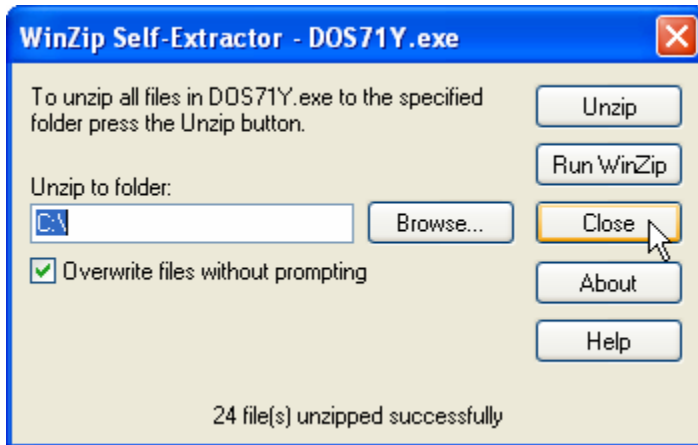 WinZip Self-Extractor - DOS71Y.exe
To unzip all files in DOS71Y.exe to the specified
folder press the Unzip button.
Unzip
Run WinZip
Unzip to folder:
C:\
Browse...
Close
Overwrite files without prompting
About
Help
24 file(s) unzipped successfully